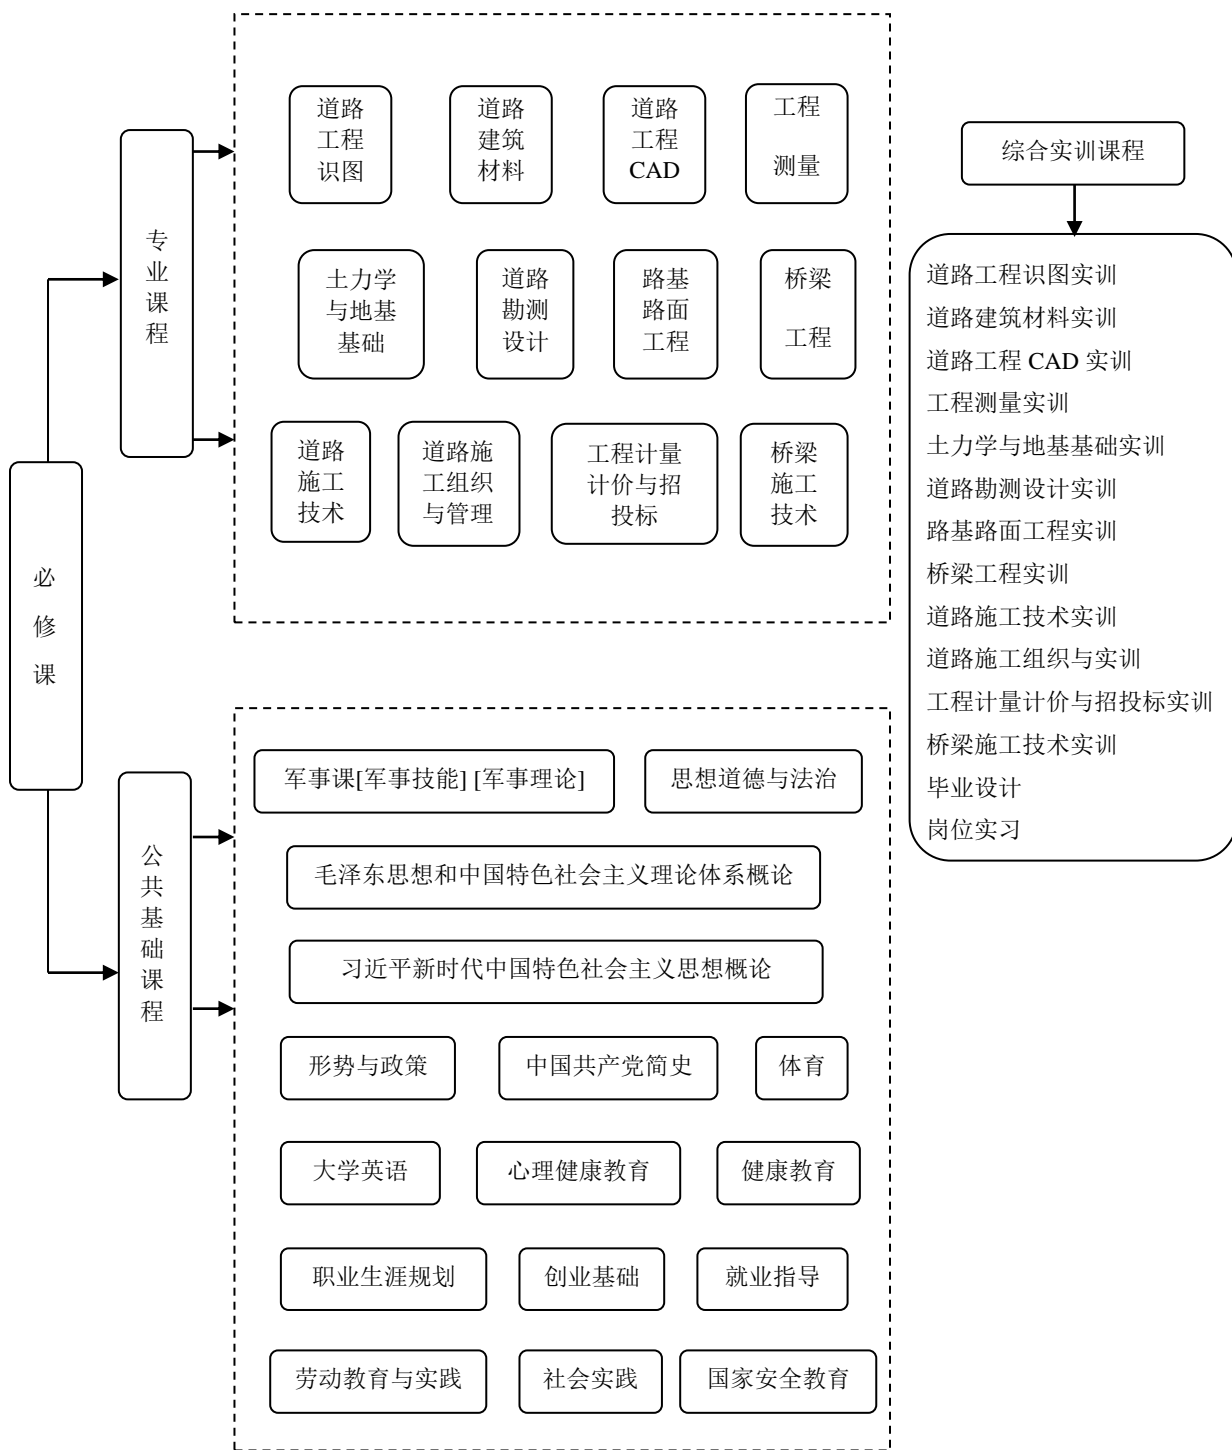 必
修
课
专
业
课
程
道路
工程
识图
道路
建筑
材料
道路
工程
CAD
工程
测量
土力学
与地基
基础
道路
勘测
设计
路基
路面
工程
桥梁
工程
道路
施工
技术
道路施
工组织
与管理
工程计量
计价与招
投标
桥梁
施工
技术
公
共
基
础
课
程
军事课[军事技能] [军事理论]
思想道德与法治
毛泽东思想和中国特色社会主义理论体系概论
习近平新时代中国特色社会主义思想概论
形势与政策
中国共产党简史
体育
大学英语
心理健康教育
健康教育
职业生涯规划
创业基础
就业指导
劳动教育与实践
社会实践
国家安全教育
综合实训课程
道路工程识图实训
道路建筑材料实训
道路工程 CAD 实训
工程测量实训
土力学与地基基础实训
道路勘测设计实训
路基路面工程实训
桥梁工程实训
道路施工技术实训
道路施工组织与实训
工程计量计价与招投标实训
桥梁施工技术实训
毕业设计
岗位实习